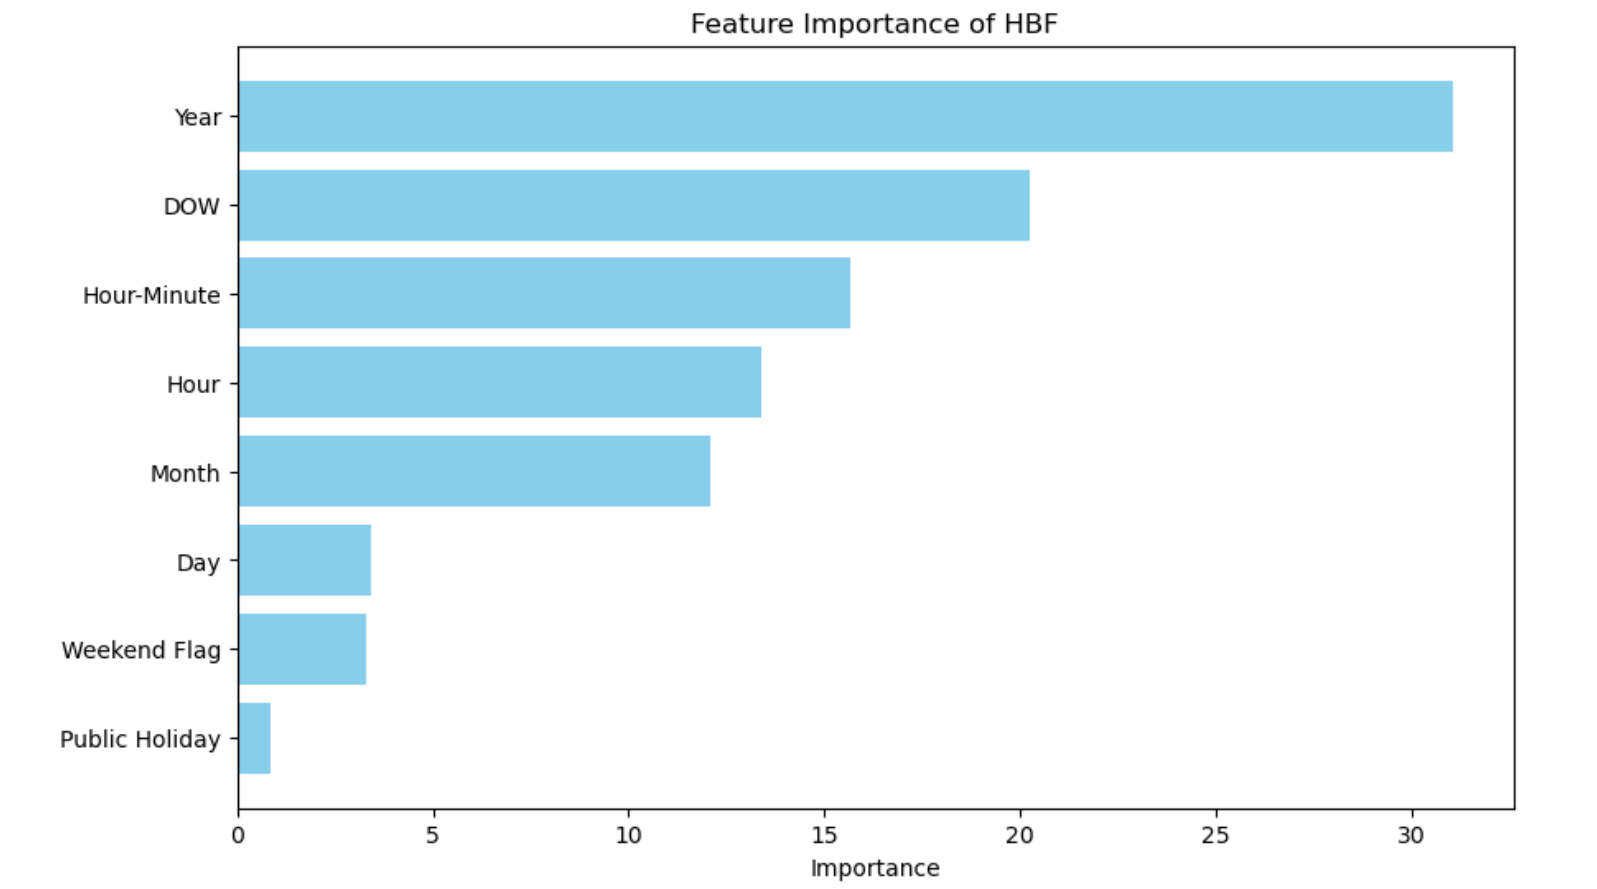 Feature Importance of HBF
Year
DOW
Hour-Minute
Hour
Month
Day
Weekend Flag
Public Holiday
0 5 10 15 20 25 30
Importance